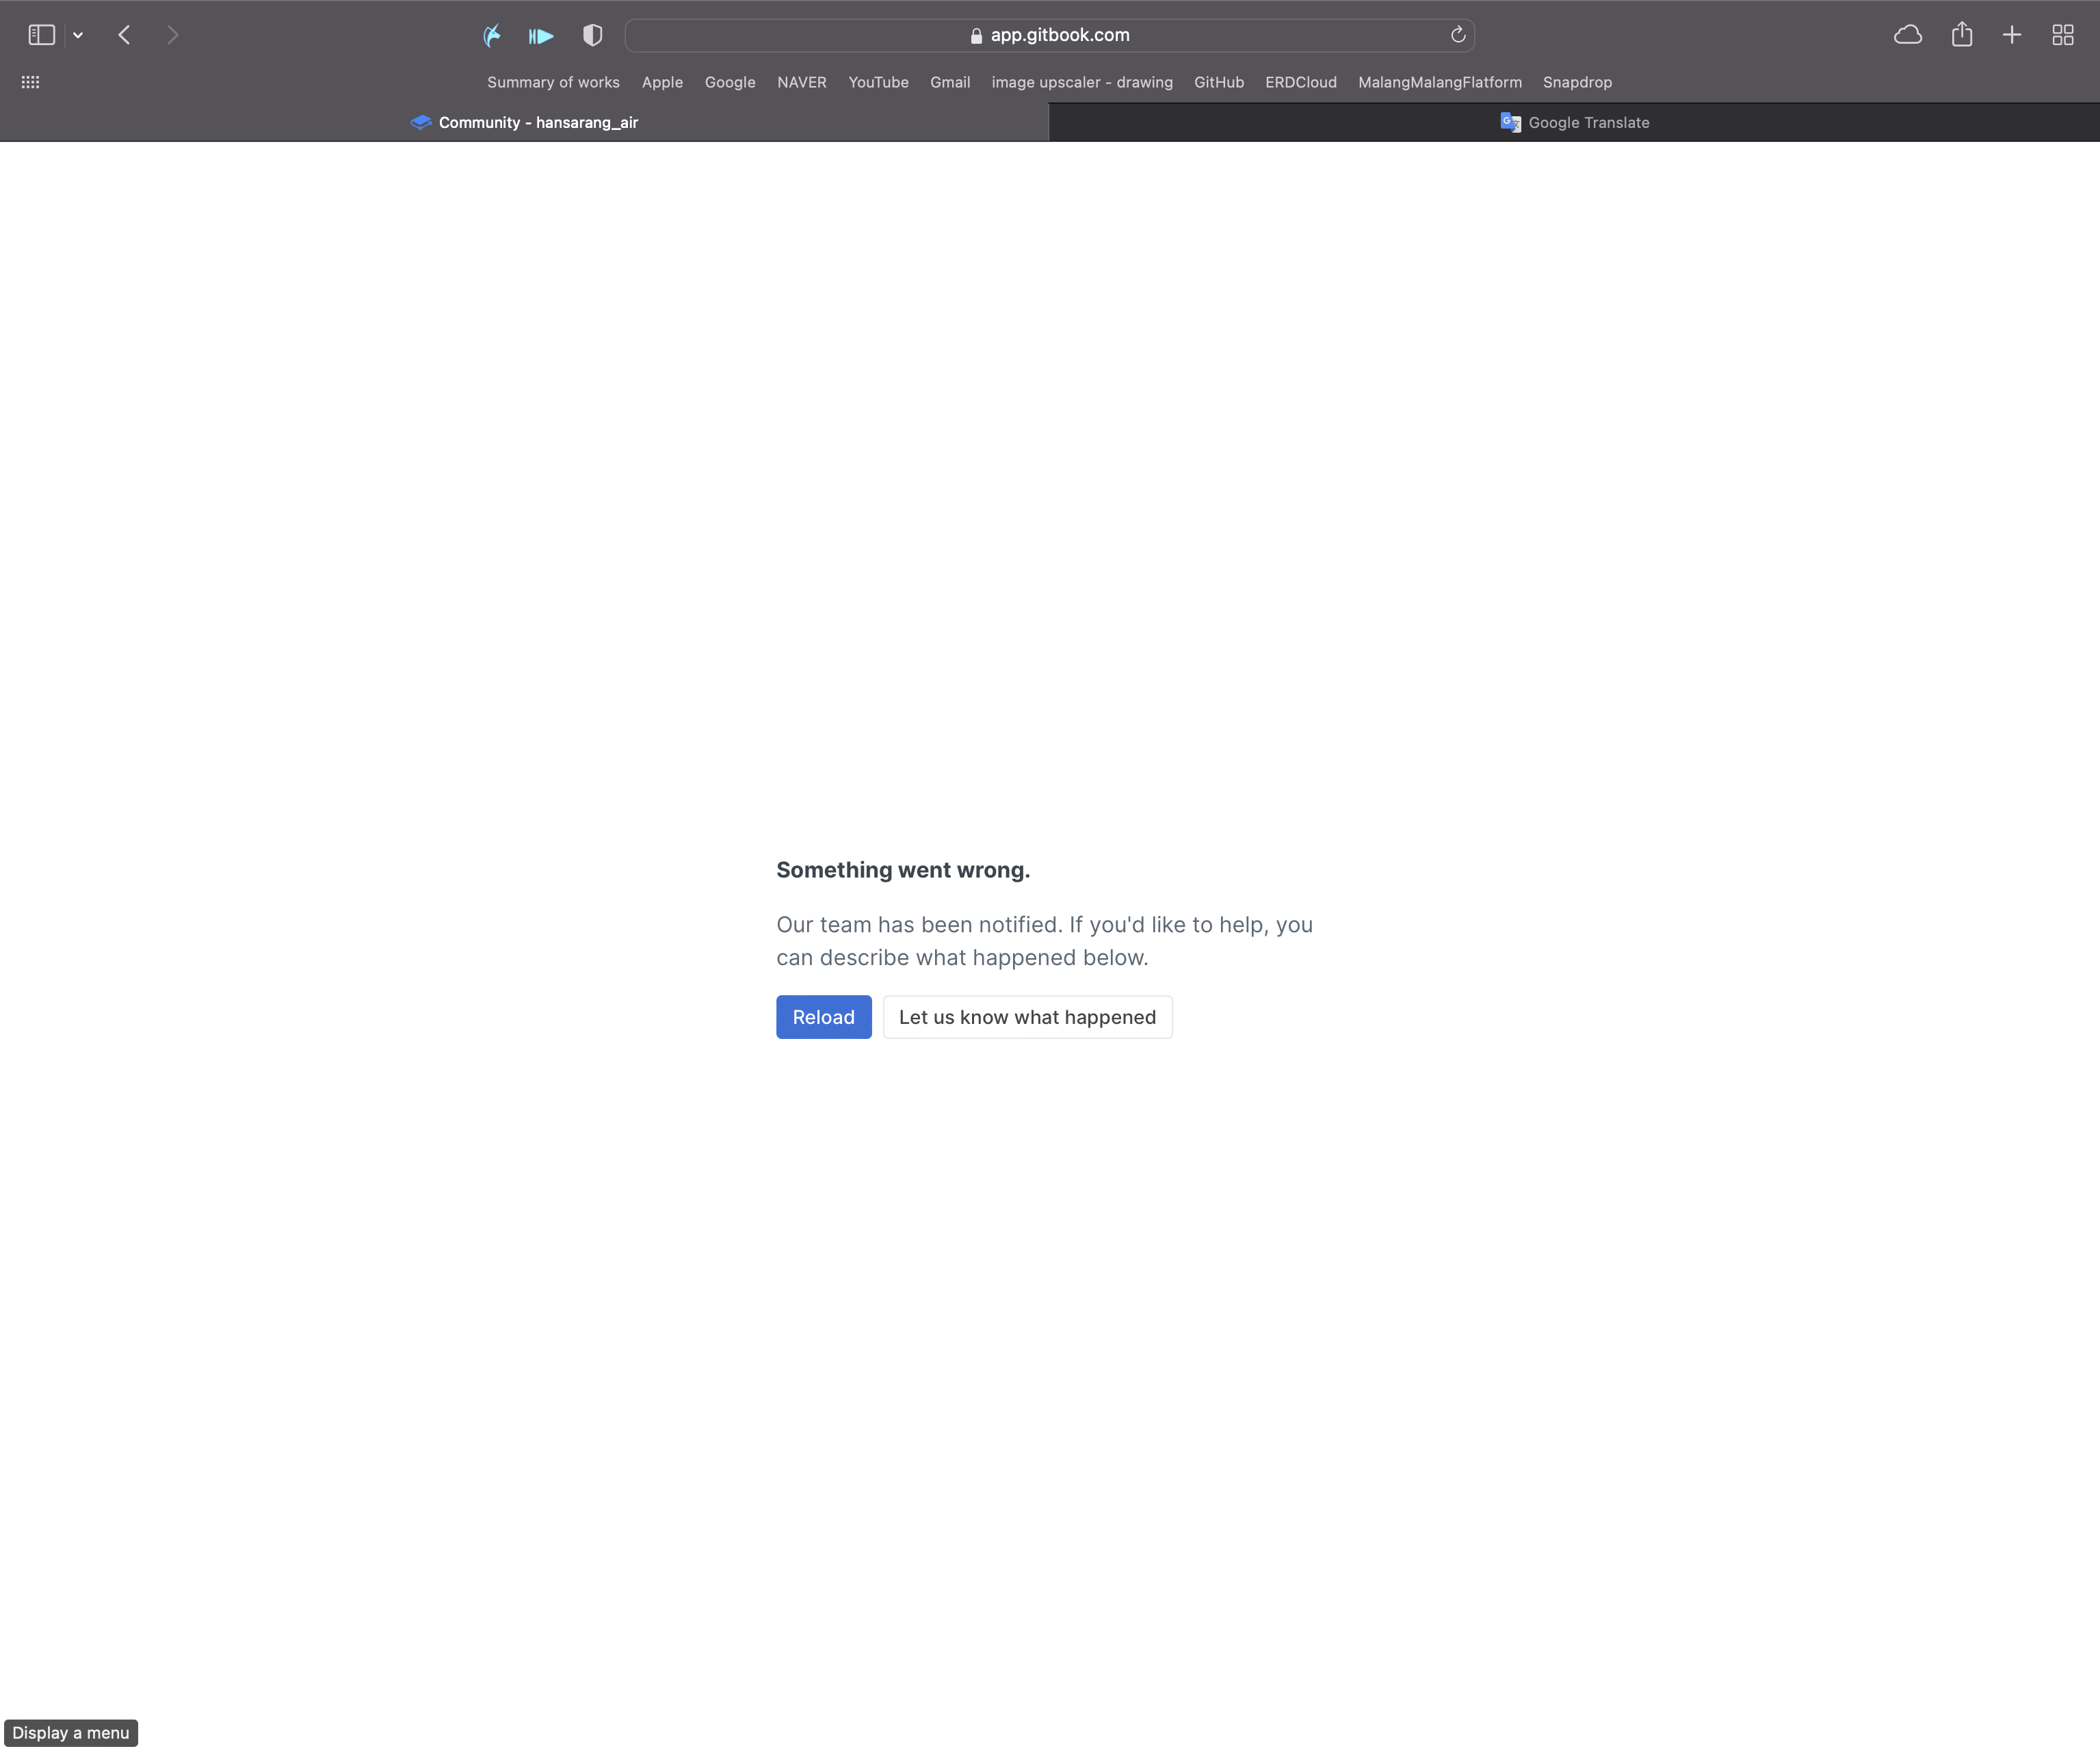 app.gitbook.com
Summary of works Apple Google NAVER YouTube Gmail image upscaler - drawing GitHub ERDCloud MalangMalangFlatform Snapdrop
Community - hansarang_air Google Translate
Something went wrong.
Our team has been notified. If you'd like to help, you
can describe what happened below.
Reload Let us know what happened
Display a menu